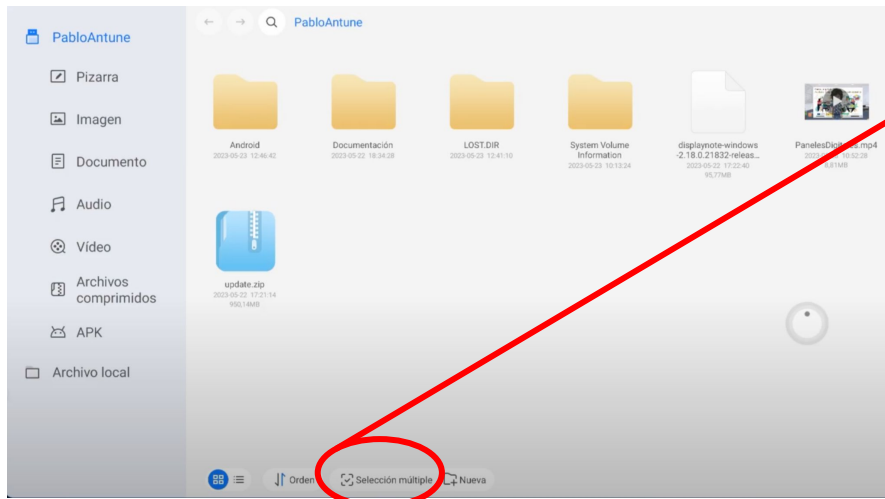 PabloAntune
Pizarra
Imagen
Documento
Audio
Vídeo
Archivos
comprimidos
APK
Archivo local
PabloAntune
Android
2023-05-23 12:46:42
Documentación
2023-05-22 18:34:28
LOST.DIR
2023-05-23 12:41:10
System Volume
Information
2023-05-23 10:13:24
displaynote-windows
-2.18.0.21832-releas...
2023-05-22 17:22:40
95,77MB
10:52:28
update.zip
2023-05-22 17:21:14
950,14MB
Orden
Selección múltiple
Nueva